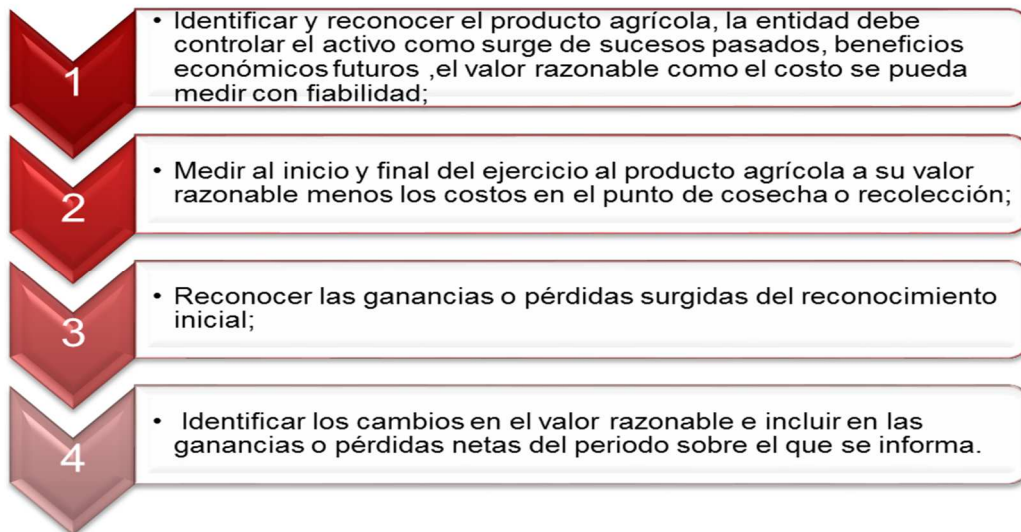 1
• Identificar y reconocer el producto agrícola, la entidad debe
controlar el activo como surge de sucesos pasados, beneficios
económicos futuros ,el valor razonable como el costo se pueda
medir con fiabilidad;
2
• Medir al inicio y final del ejercicio al producto agrícola a su valor
razonable menos los costos en el punto de cosecha o recolección;
3
• Reconocer las ganancias o pérdidas surgidas del reconocimiento
inicial;
4
• Identificar los cambios en el valor razonable e incluir en las
ganancias o pérdidas netas del periodo sobre el que se informa.